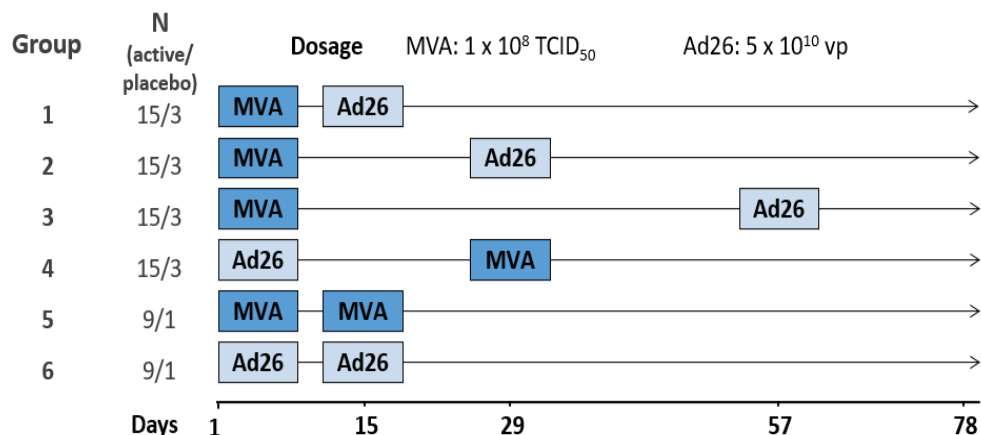 Group N Dosage MVA: 1 x 10⁸ TCID₅₀ Ad26: 5 x 10¹⁰ vp
(active/
placebo)
1 15/3 MVA Ad26
2 15/3 MVA Ad26
3 15/3 MVA Ad26
4 15/3 Ad26 MVA
5 9/1 MVA MVA
6 9/1 Ad26 Ad26
Days 1 15 29 57 78